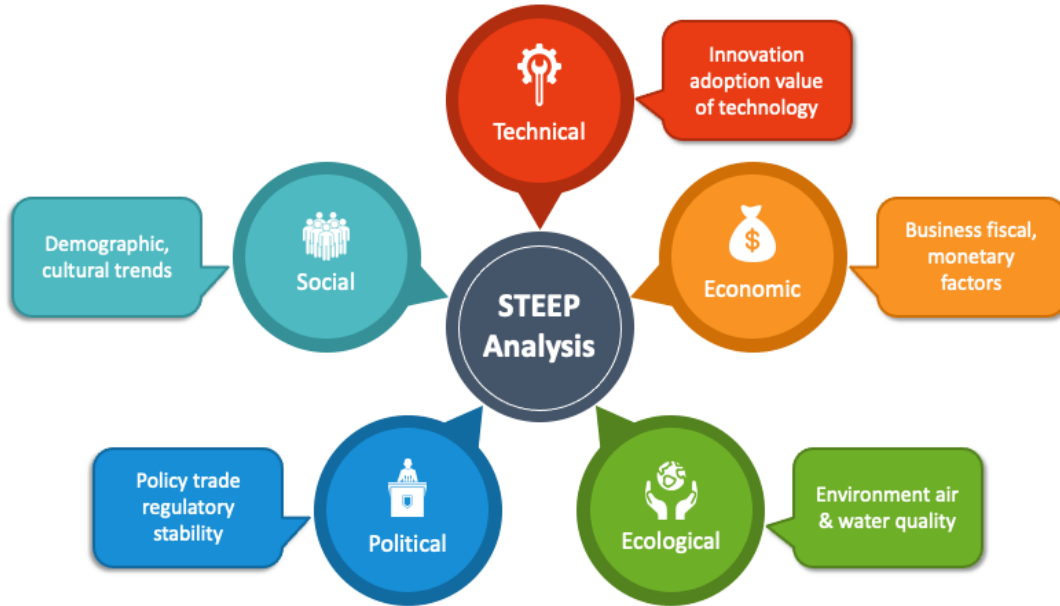 Innovation
adoption value
of technology
Technical
Demographic,
cultural trends
Social
$
Economic
Business fiscal,
monetary
factors
STEEP
Analysis
Policy trade
regulatory
stability
Political
Ecological
Environment air
& water quality